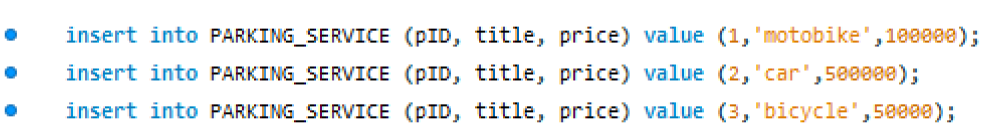 insert into PARKING_SERVICE (pID, title, price) value (1,'motobike',100000);
insert into PARKING_SERVICE (pID, title, price) value (2,'car',500000);
insert into PARKING_SERVICE (pID, title, price) value (3,'bicycle',50000);